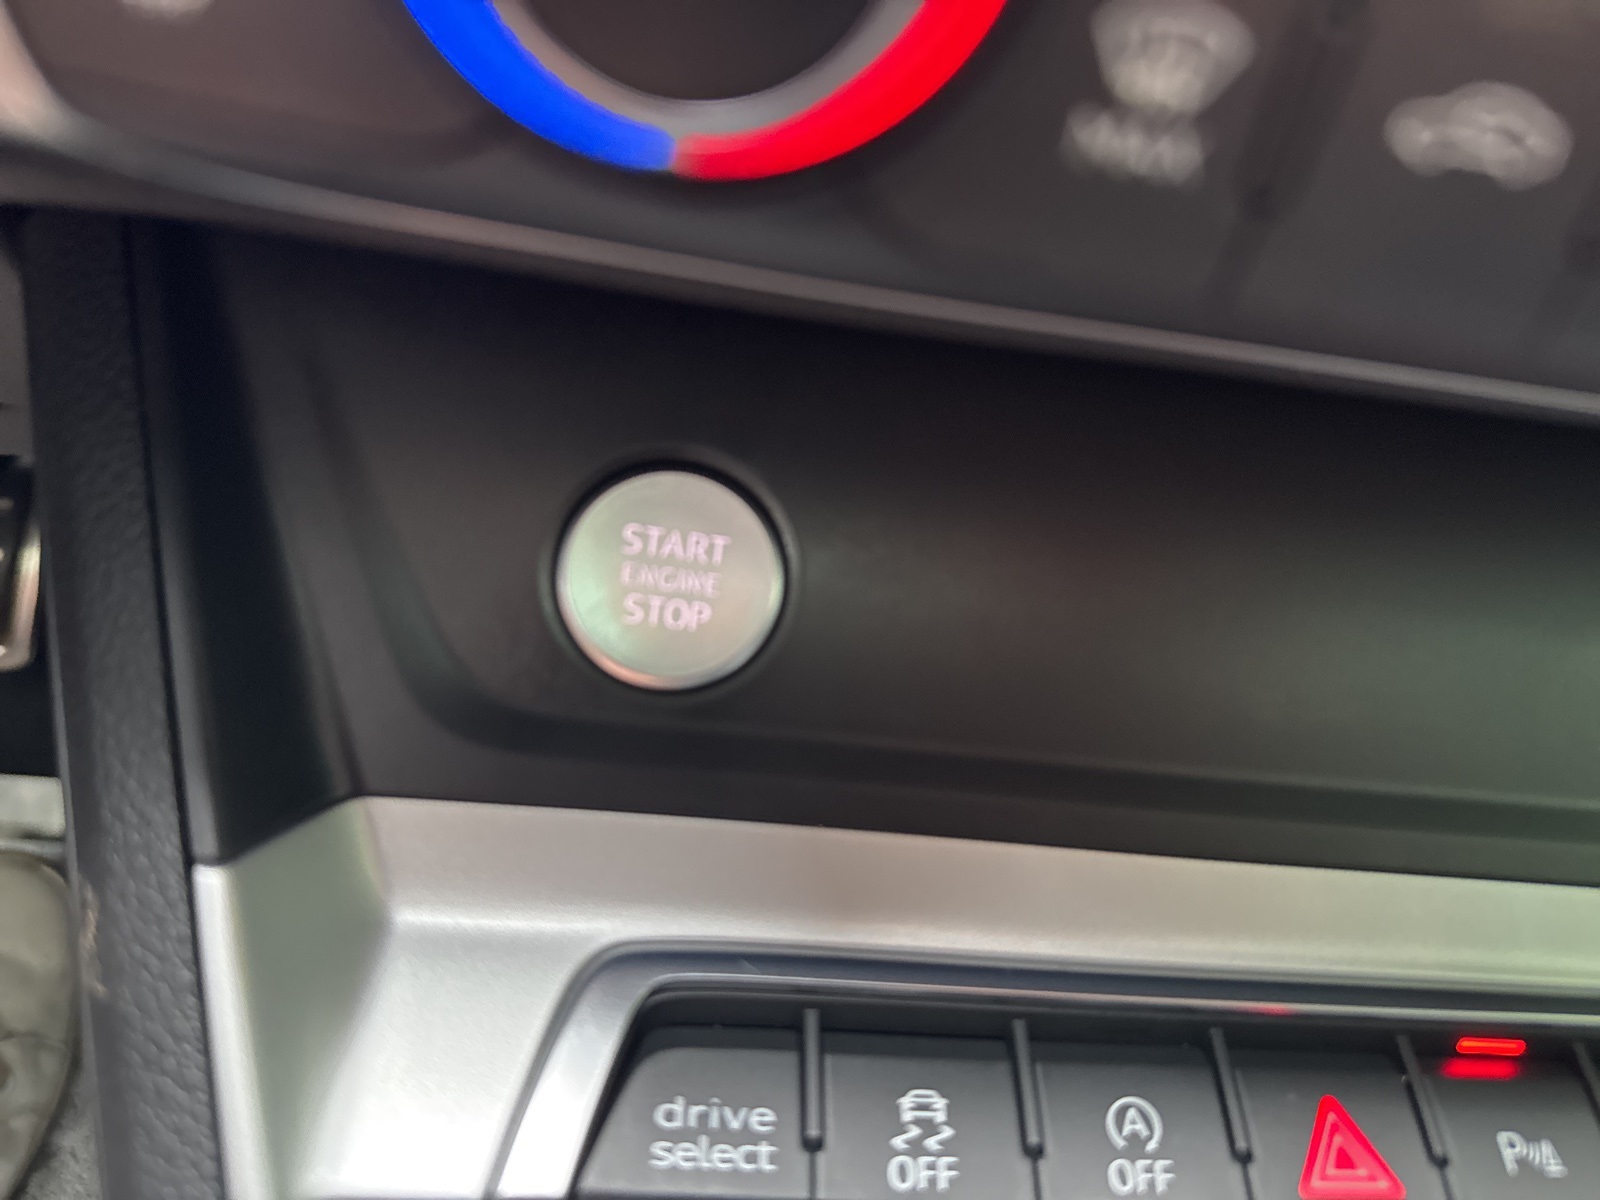 START
ENGINE
STOP
drive
select
OFF
A
OFF
P